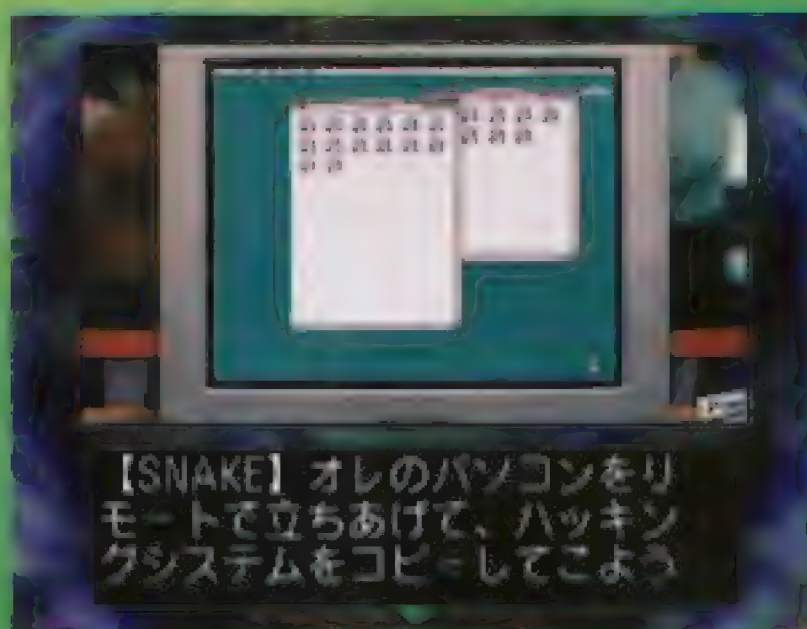 【SNAKE】オレのパソコンをリ
モートで立ちあげて、ハッキン
グシステムをコピーしてこよう